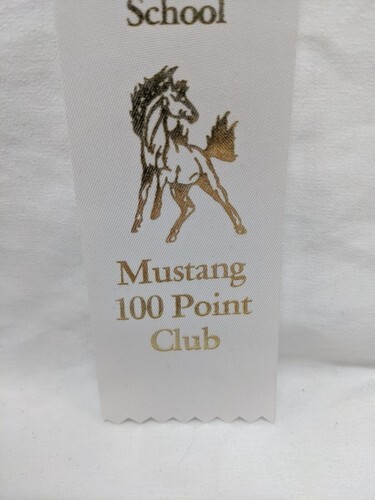 School
Mustang
100 Point
Club